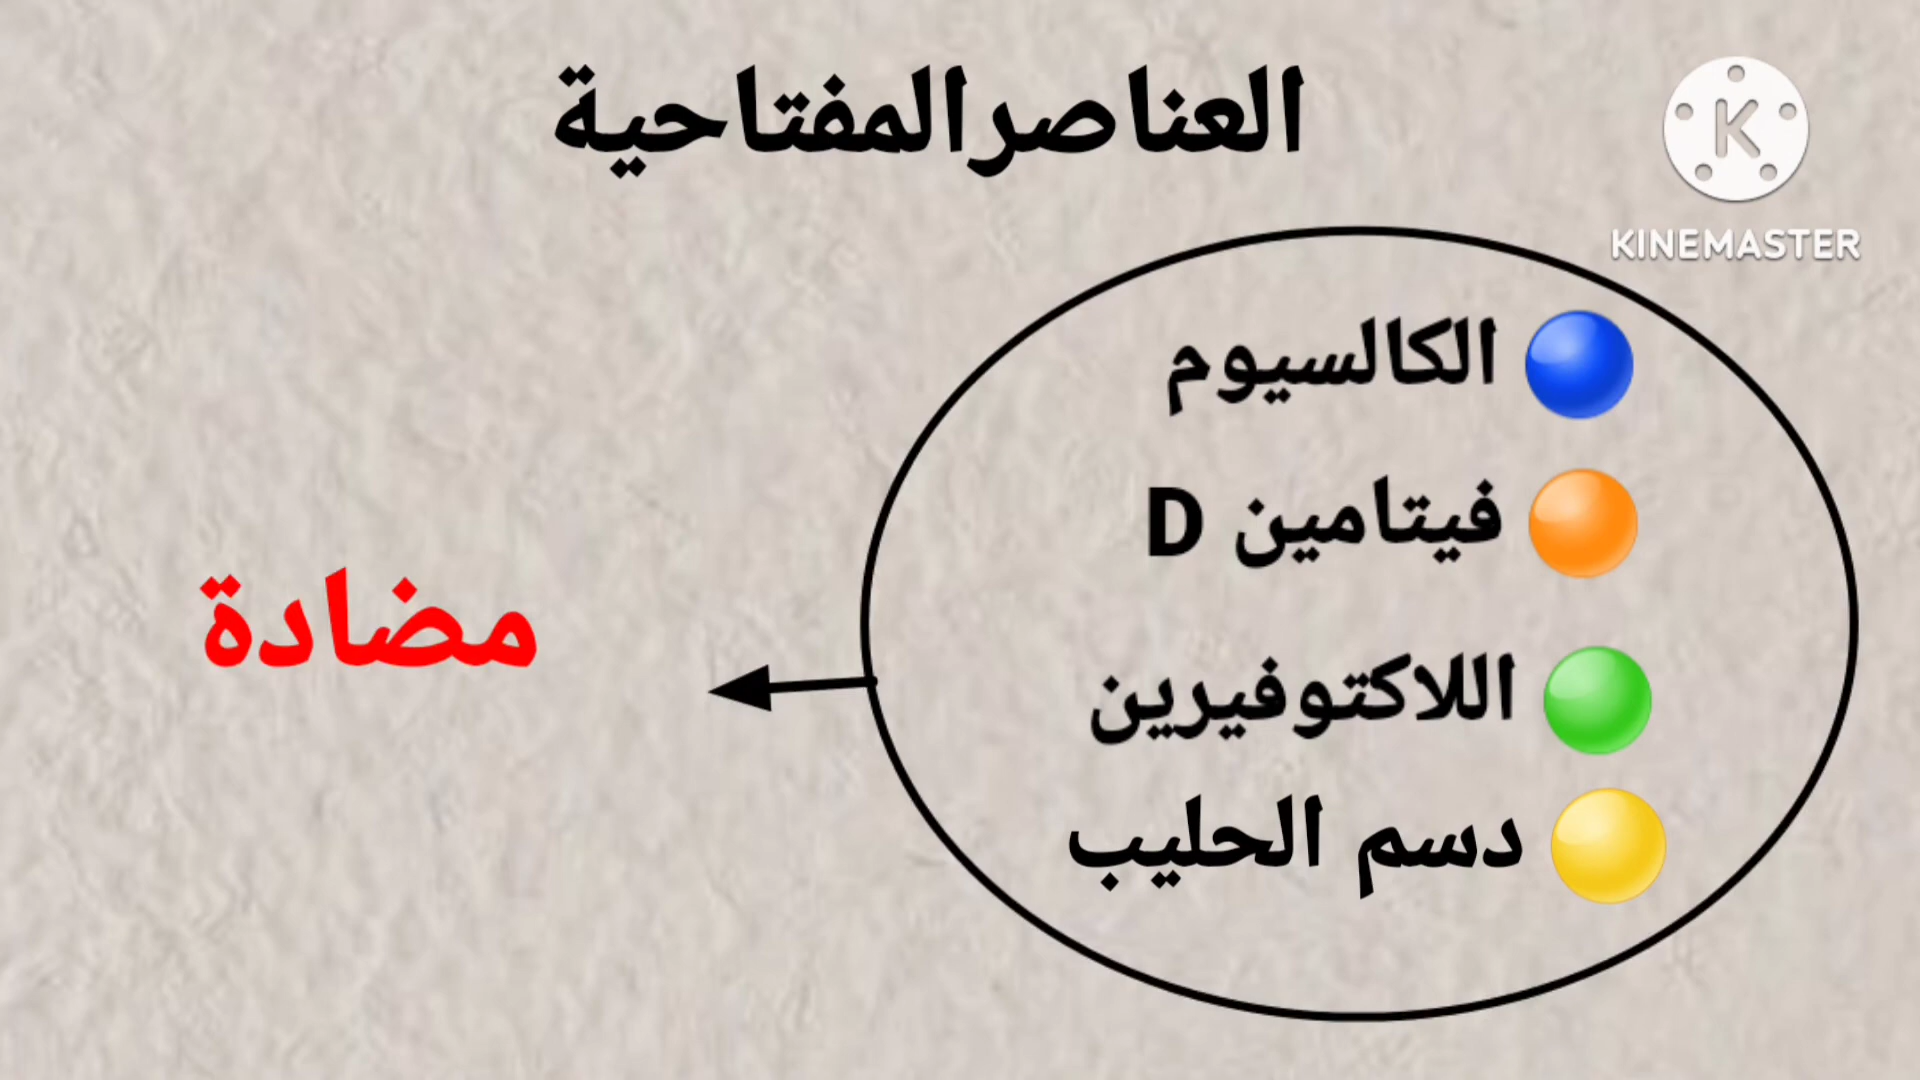 العناصرالمفتاحية
KINEMASTER
الكالسيوم
فيتامين D
اللاكتوفيرين
دسم الحليب
مضادة